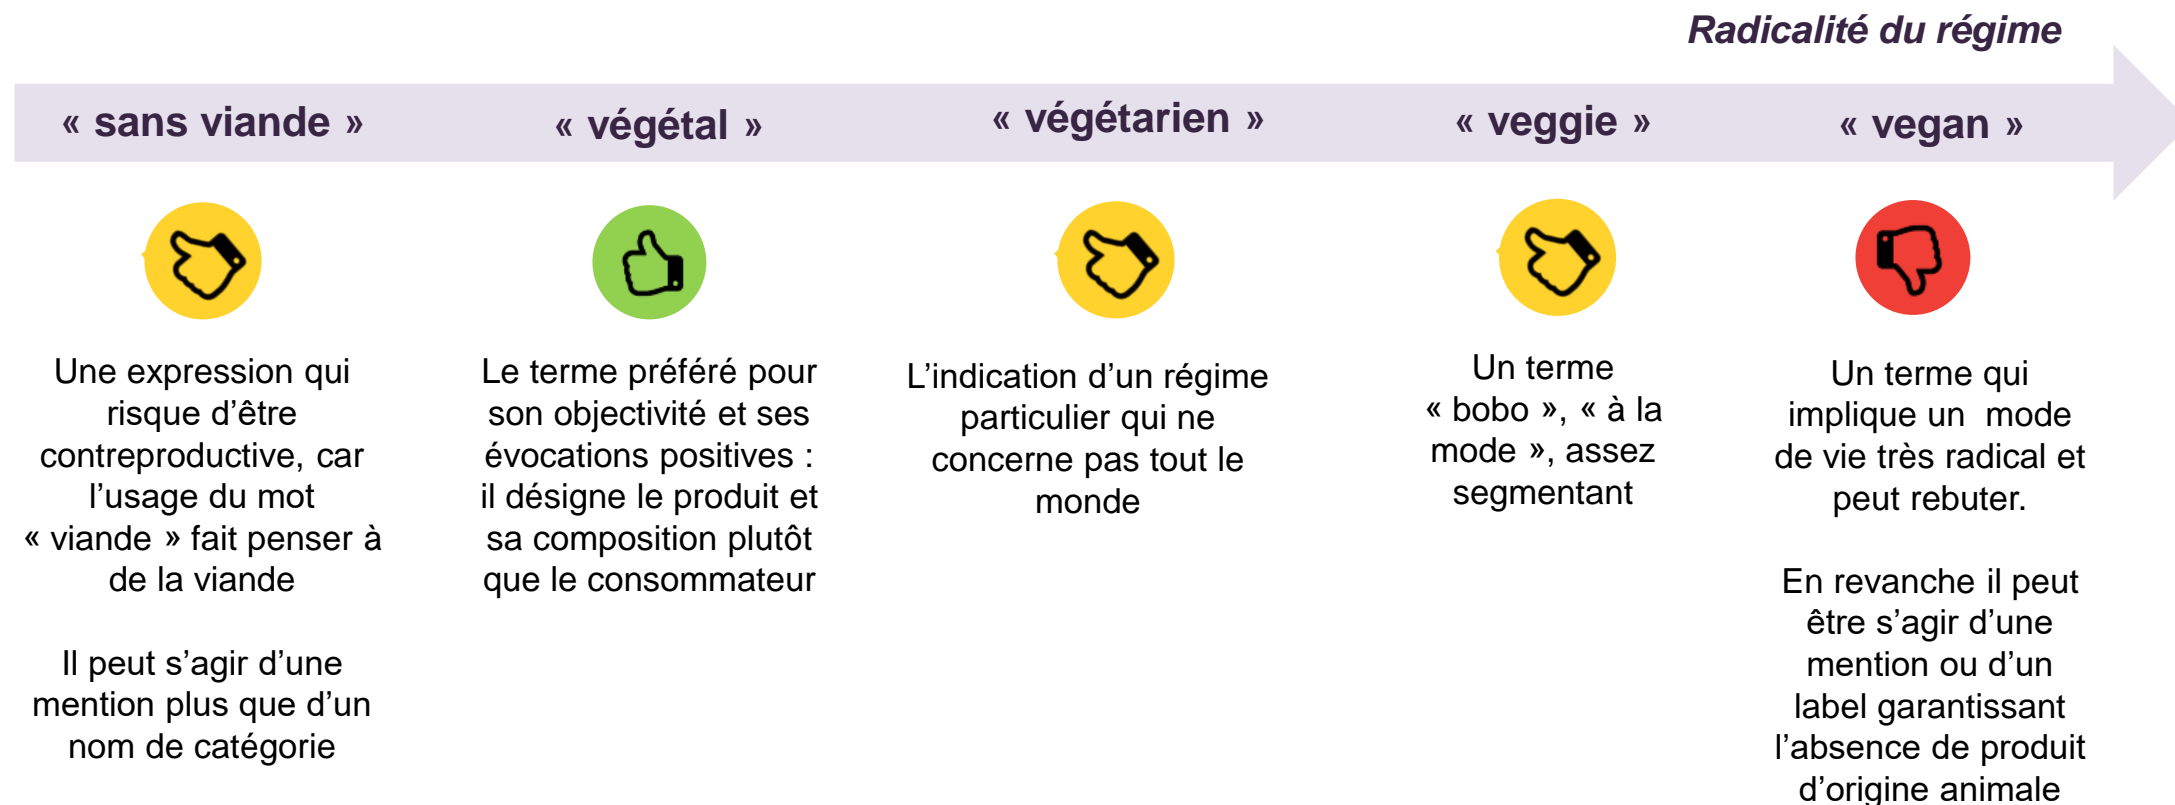 Radicalité du régime
« sans viande »
« végétal »
« végétarien »
« veggie »
« vegan »
Une expression qui
risque d’être
contreproductive, car
l’usage du mot
« viande » fait penser à
de la viande
Il peut s’agir d’une
mention plus que d’un
nom de catégorie
Le terme préféré pour
son objectivité et ses
évocations positives :
il désigne le produit et
sa composition plutôt
que le consommateur
L’indication d’un régime
particulier qui ne
concerne pas tout le
monde
Un terme
« bobo », « à la
mode », assez
segmentant
Un terme qui
implique un  mode
de vie très radical et
peut rebuter.
En revanche il peut
être s’agir d’une
mention ou d’un
label garantissant
l’absence de produit
d’origine animale